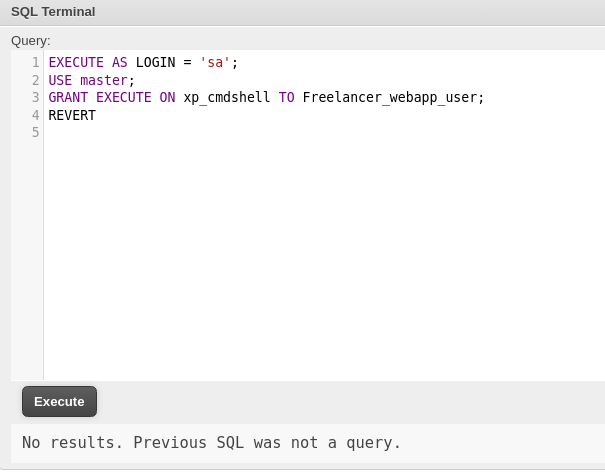 SQL Terminal
Query:
1 EXECUTE AS LOGIN = 'sa';
2 USE master;
3 GRANT EXECUTE ON xp_cmdshell TO Freelancer_webapp_user;
4 REVERT
5
Execute
No results. Previous SQL was not a query.